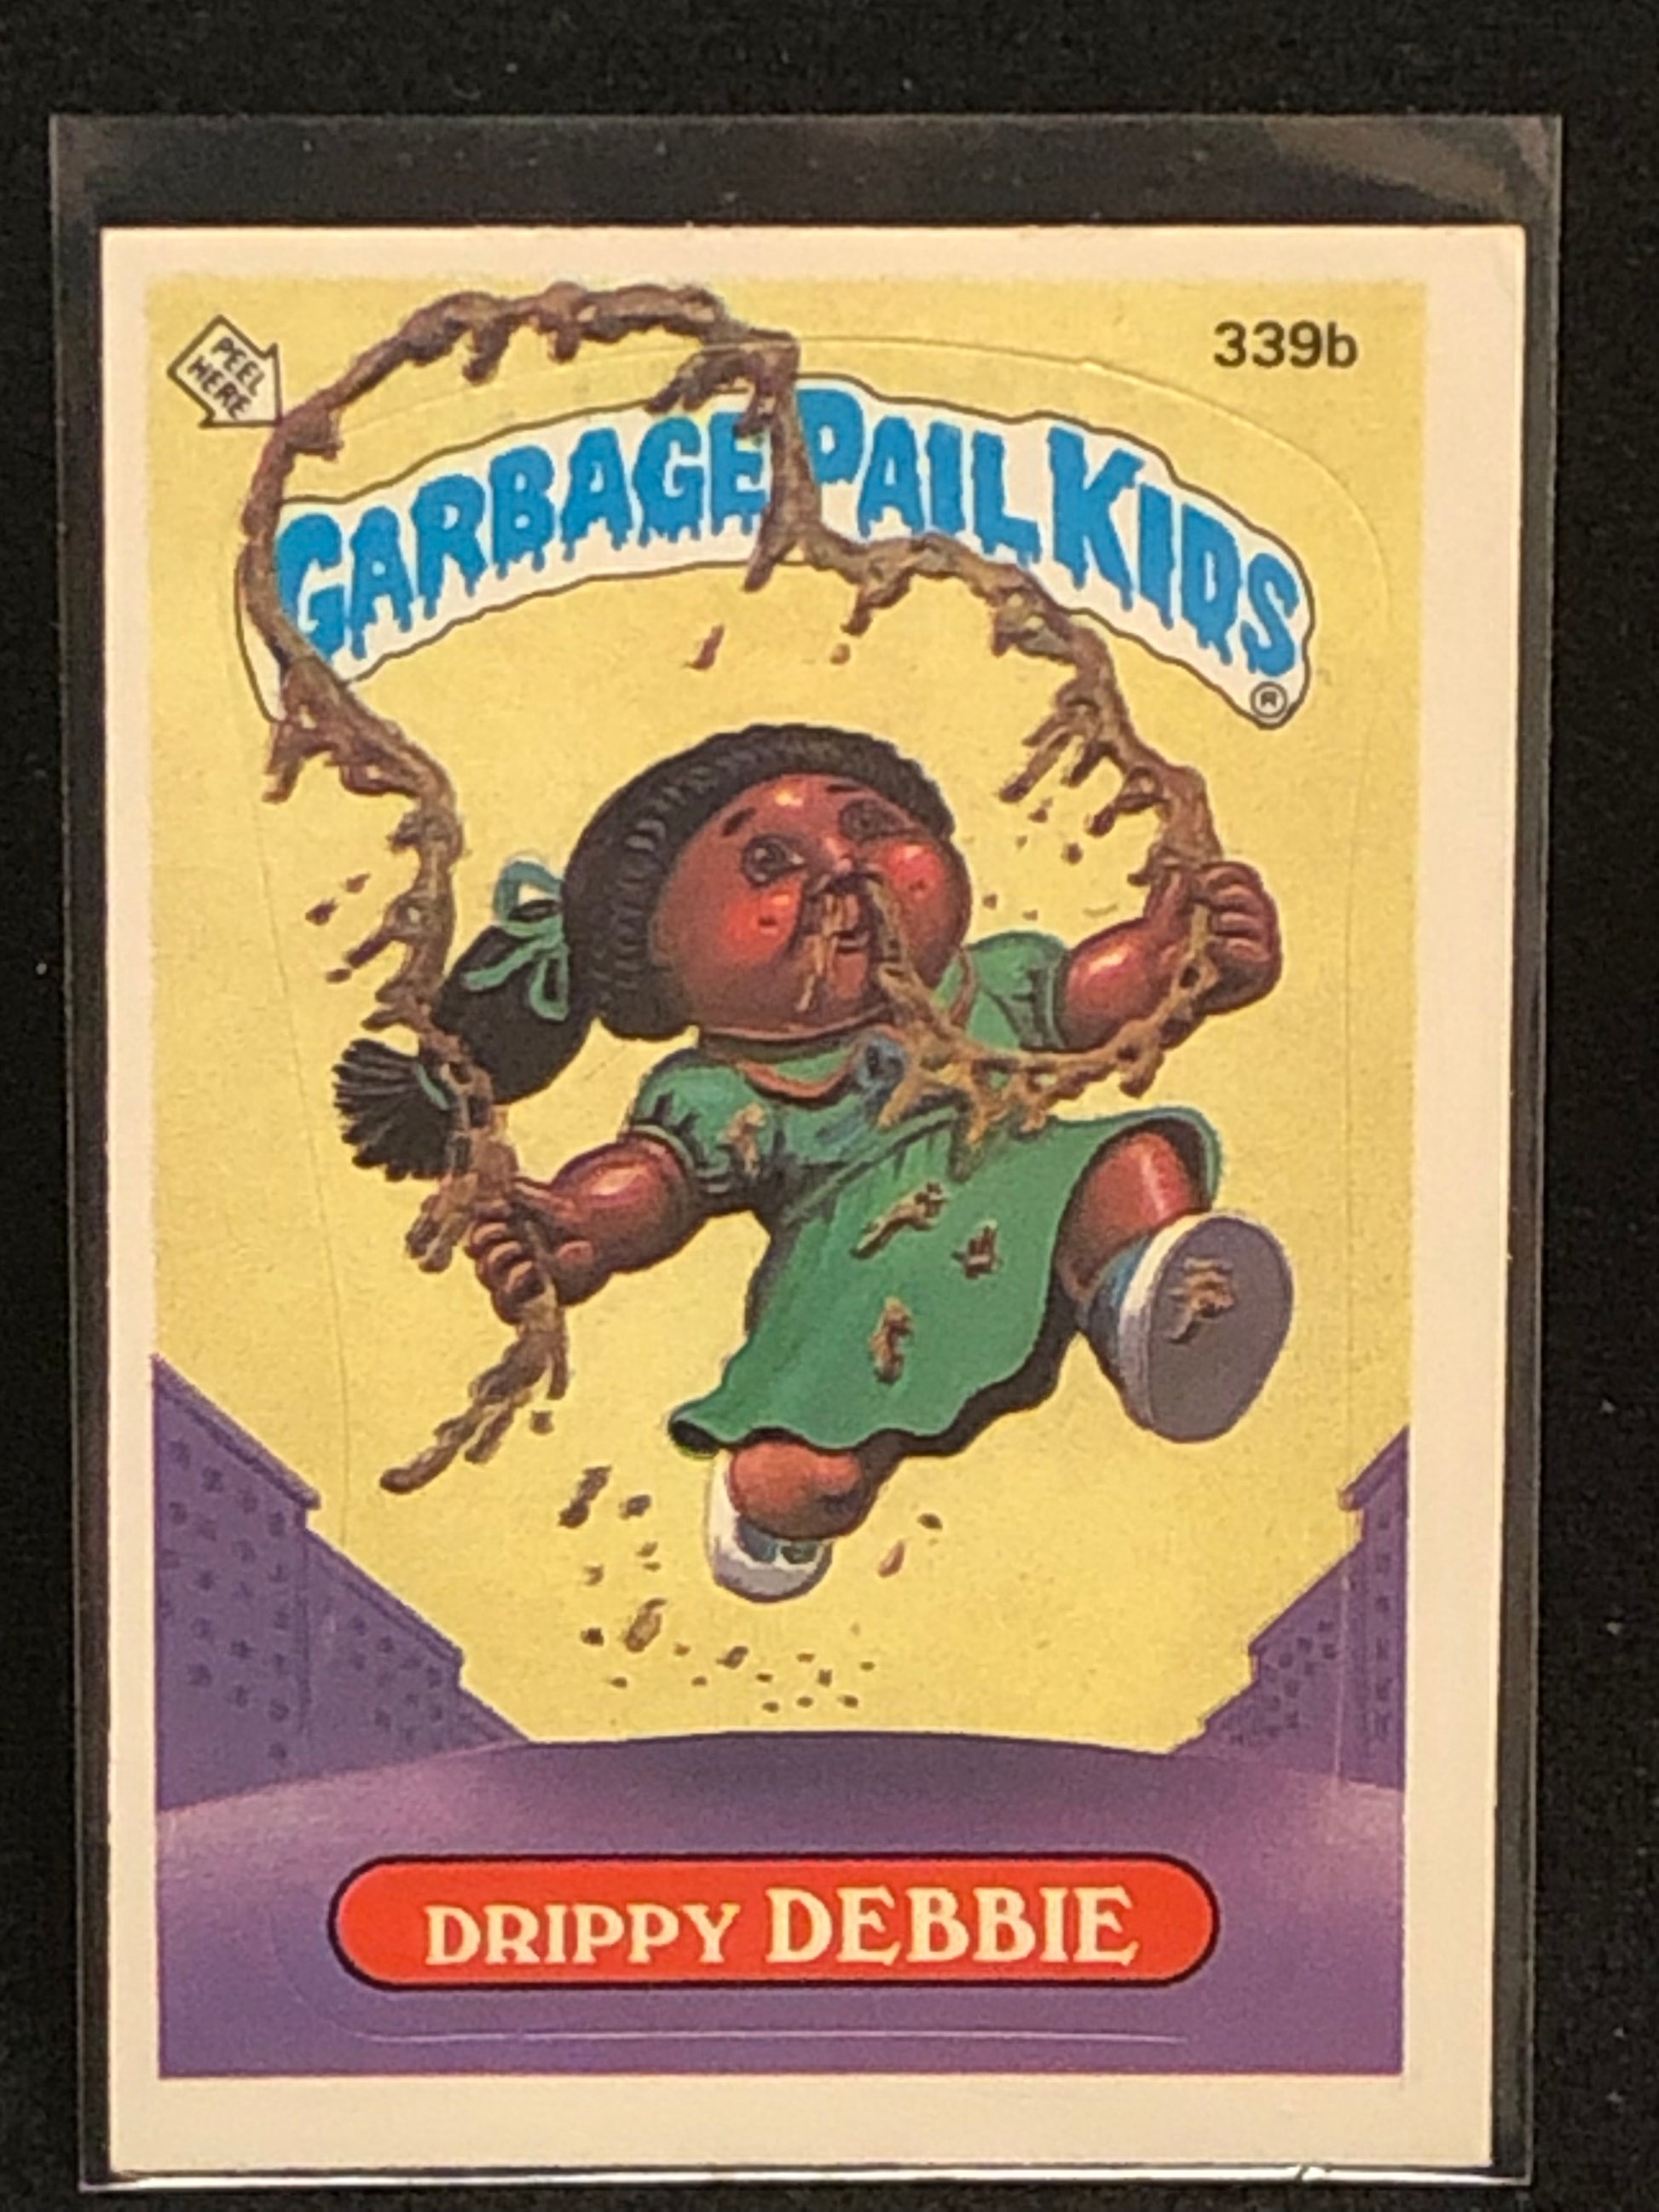 PEEL
HERE
339b
GARBAGE PAIL KIDS
®
DRIPPY DEBBIE